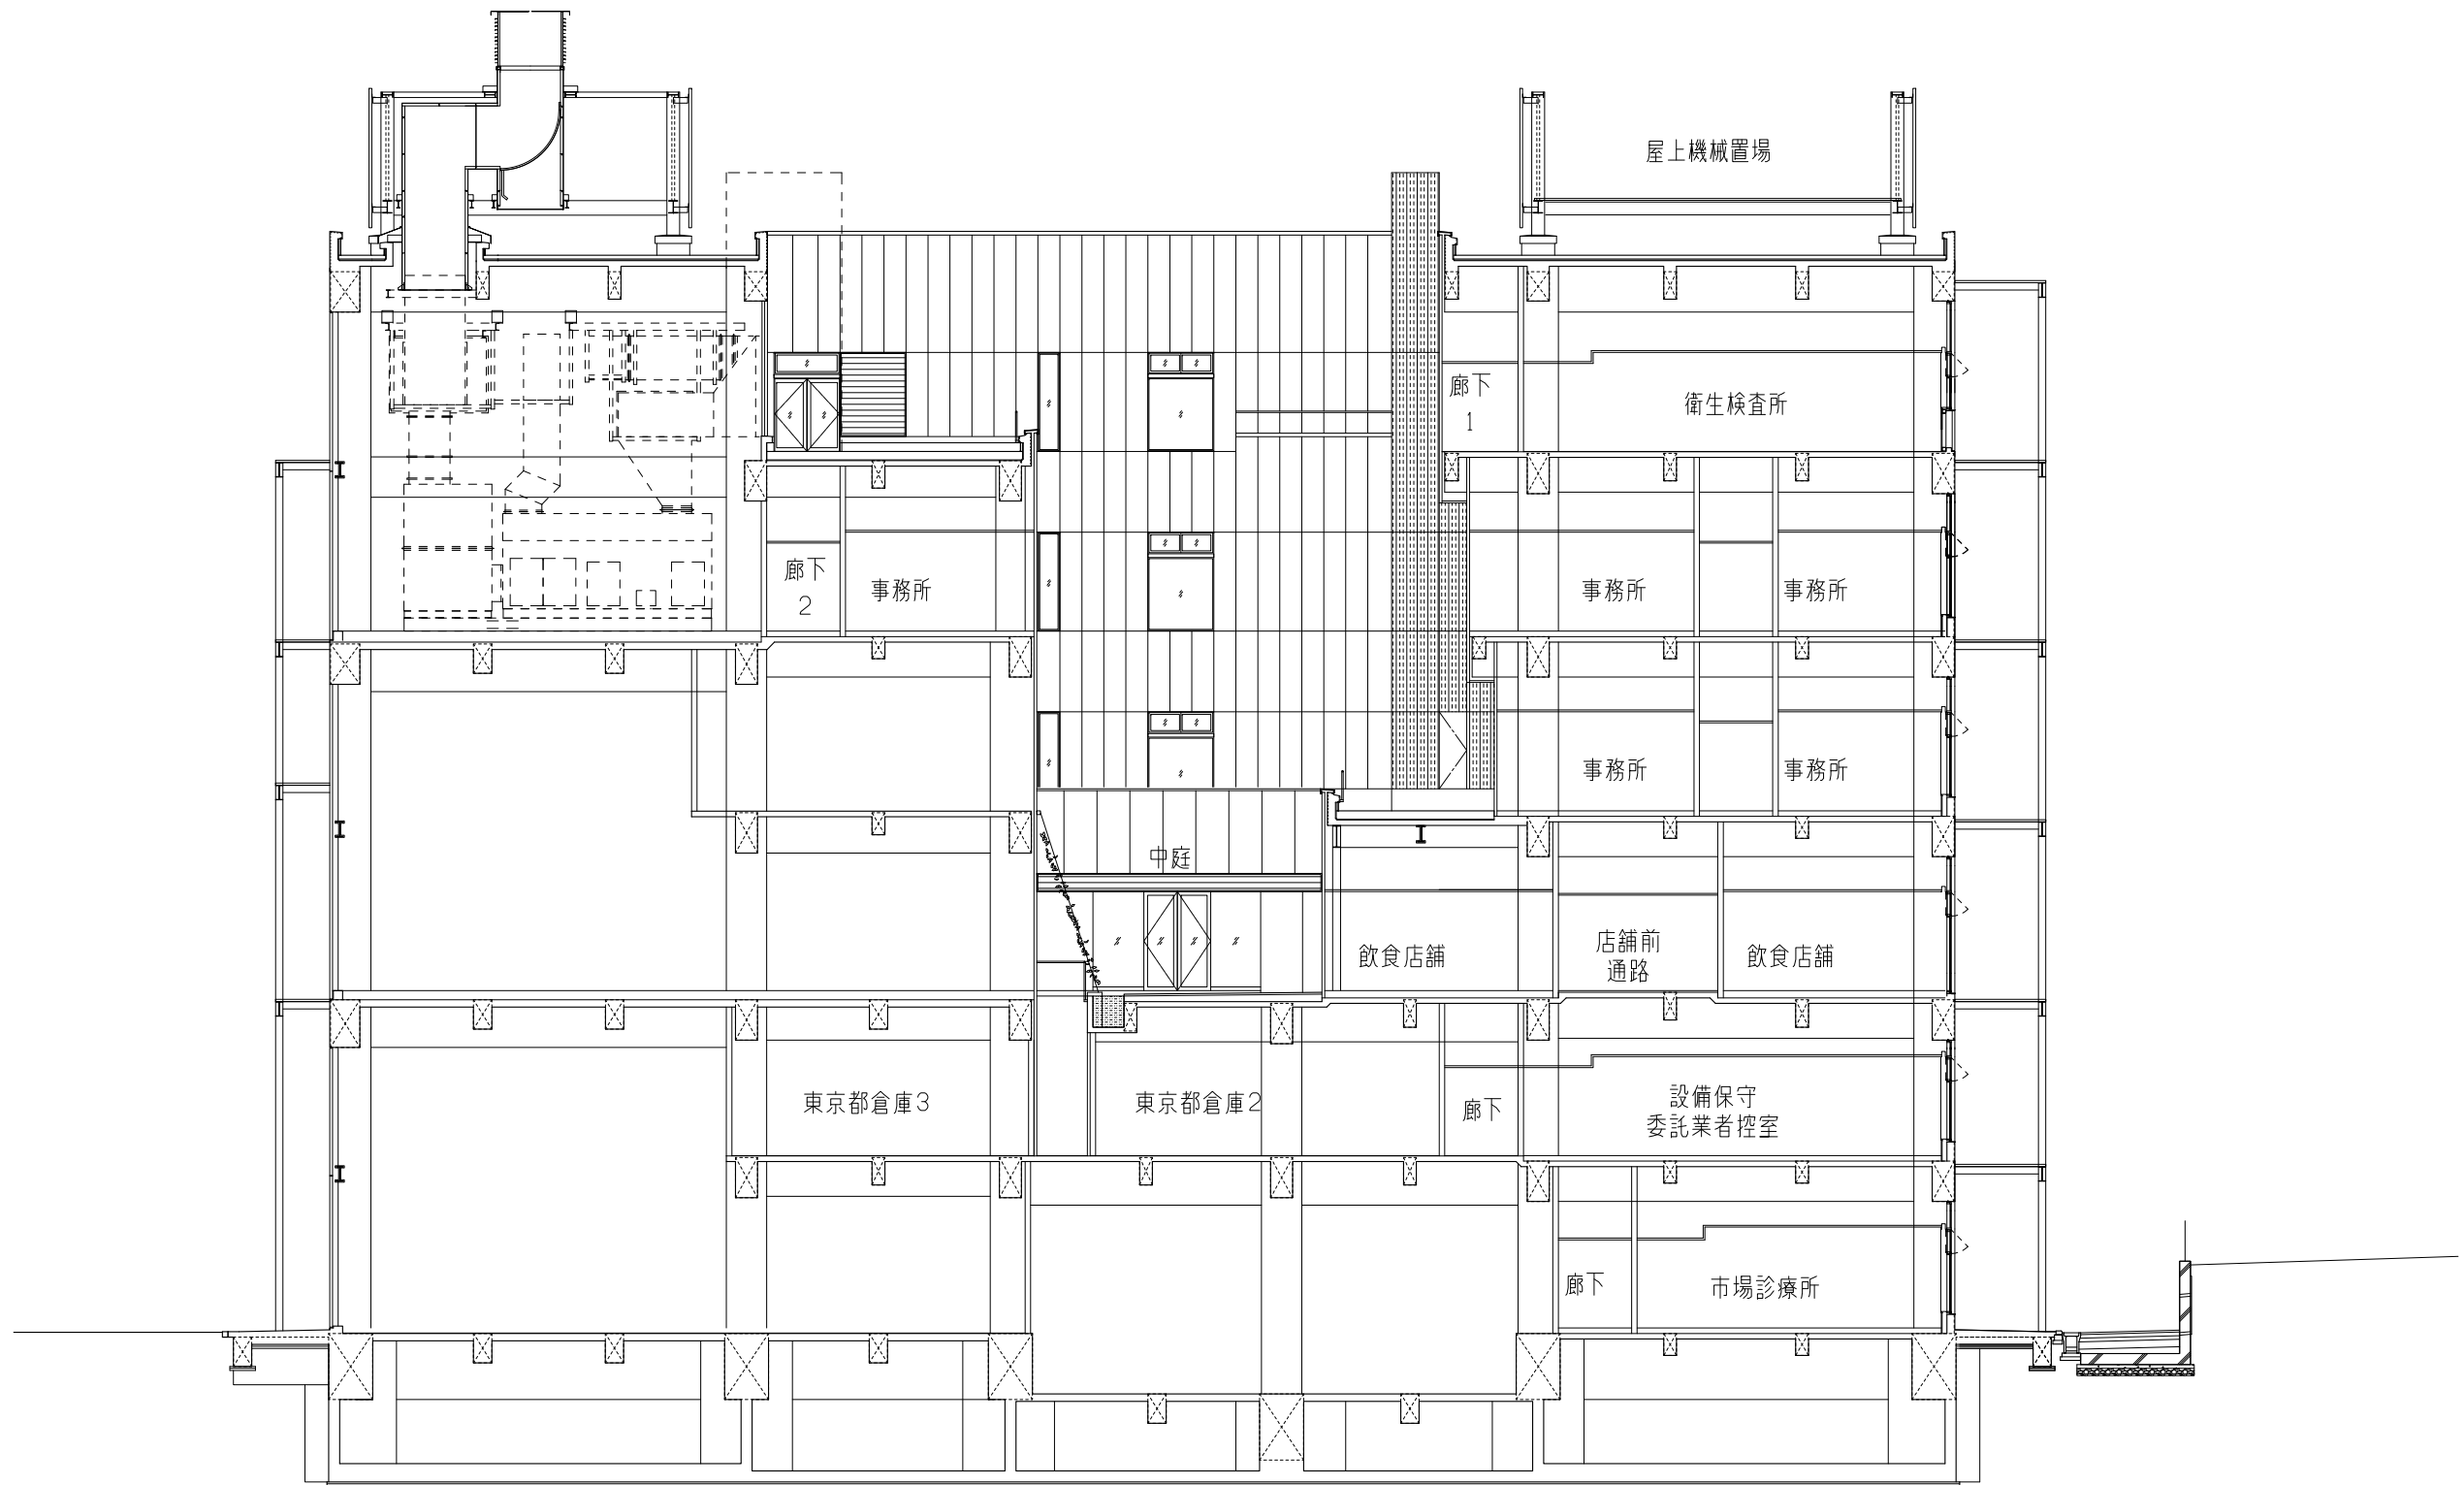 屋上機械置場
廊下
1
衛生検査所
廊下
2
事務所
事務所
事務所
事務所
事務所
中庭
飲食店舗
店舗前
通路
飲食店舗
東京都倉庫3
東京都倉庫2
廊下
設備保守
委託業者控室
廊下
市場診療所